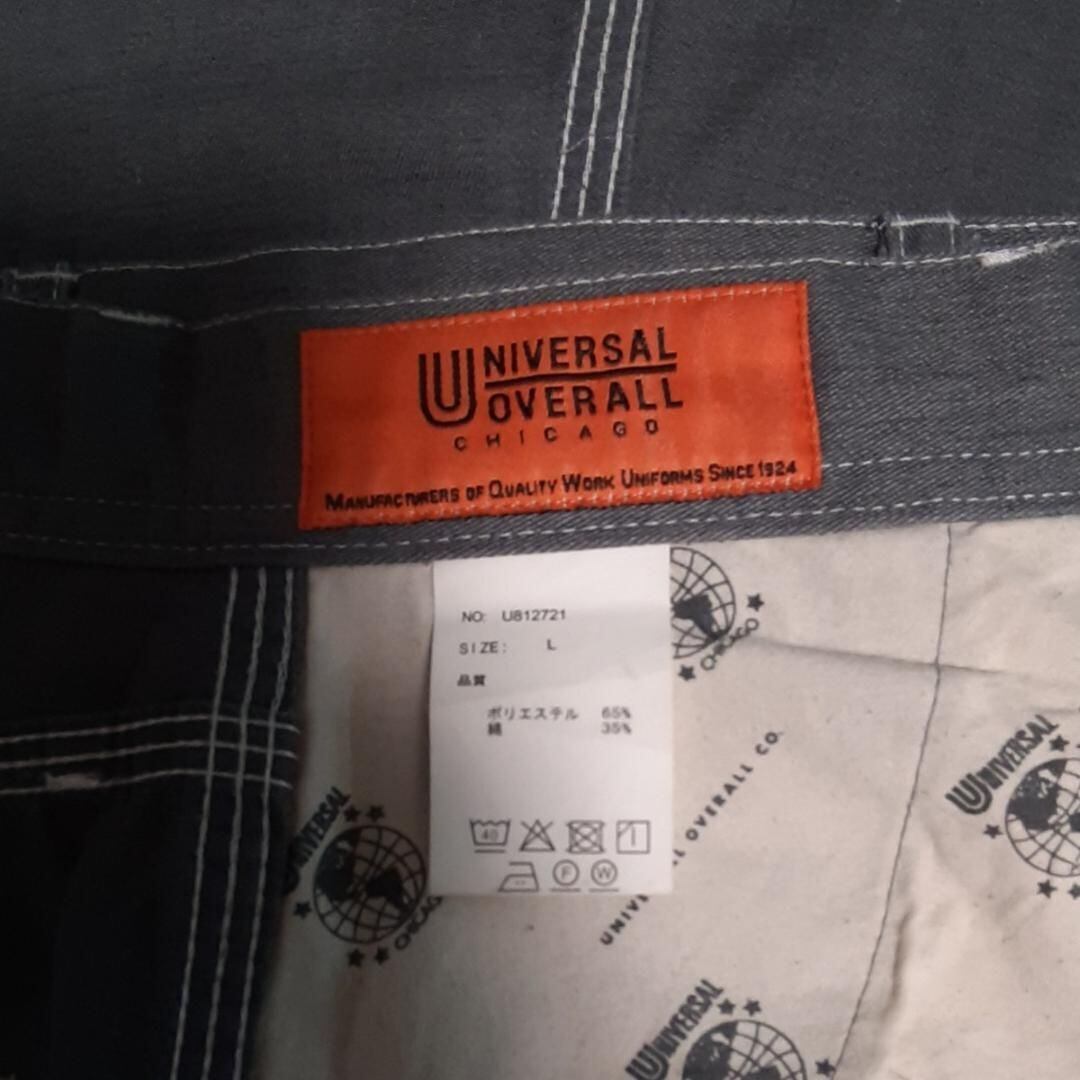 UNIVERSAL
OVERALL
CHICAGO
MANUFACTURERS OF QUALITY WORK UNIFORMS SINCE 1924
NO: U812721
SIZE: L
品質
ポリエステル 65%
綿 35%
40
F W
CHICAGO
UNIVERSAL
UNIVERSAL
CHICAGO
OVERALL CO.
UNIVERSAL